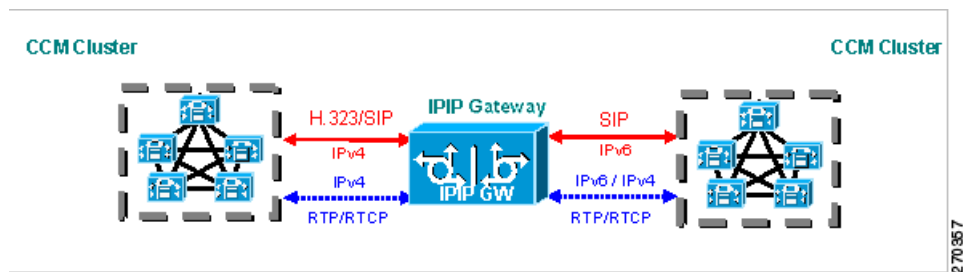 CCM Cluster
CCM Cluster
IPIP Gateway
H.323/SIP
SIP
IPv4
IPv6
IPv4
IPv6 / IPv4
IPIP GW
RTP/RTCP
RTP/RTCP
270357